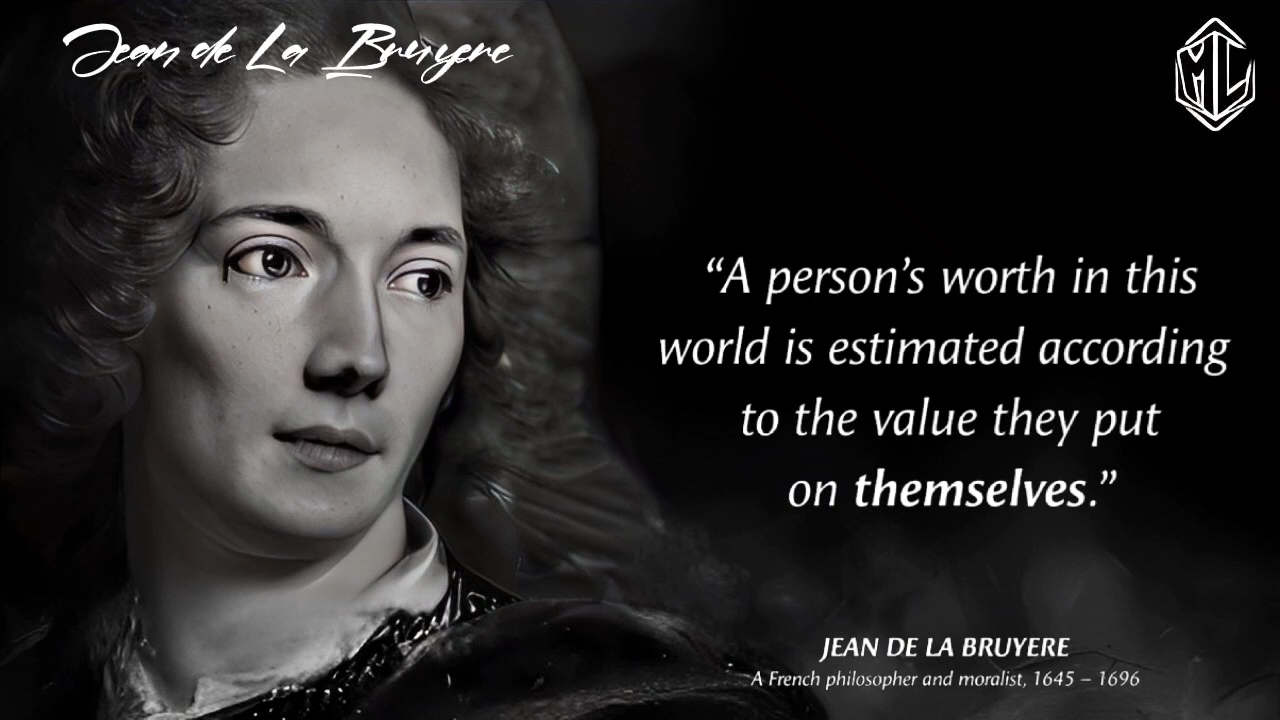 Jean de La Bruyere
ML
“A person’s worth in this
world is estimated according
to the value they put
on themselves.”
JEAN DE LA BRUYERE
A French philosopher and moralist, 1645 – 1696